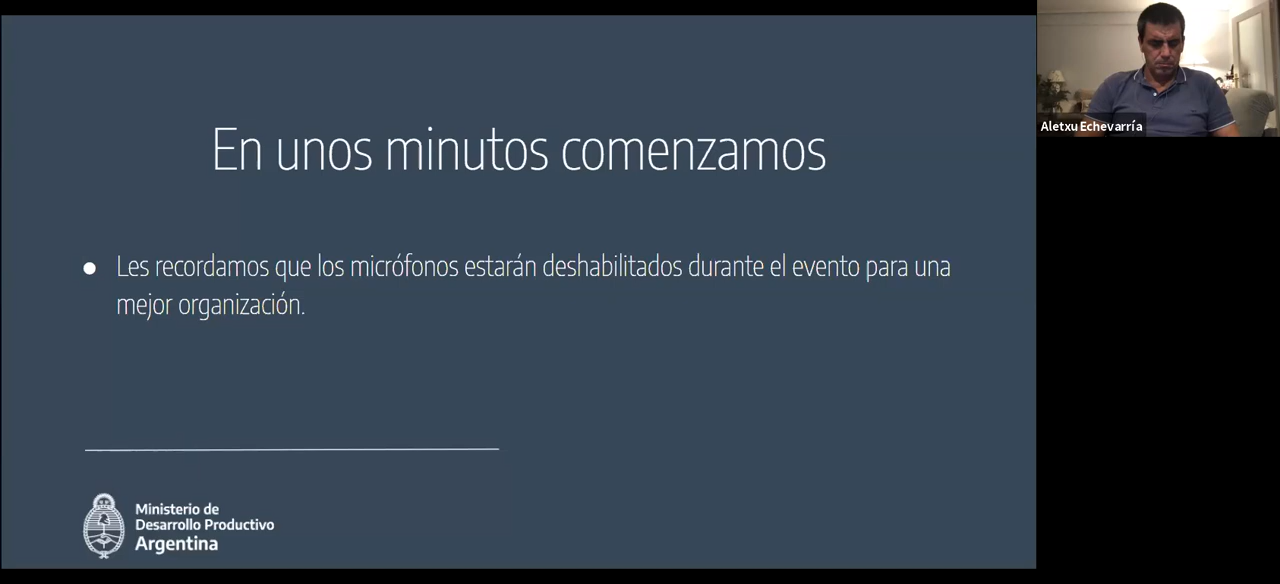 En unos minutos comenzamos
● Les recordamos que los micrófonos estarán deshabilitados durante el evento para una
mejor organización.
Ministerio de
Desarrollo Productivo
Argentina
Aletxu Echevarría